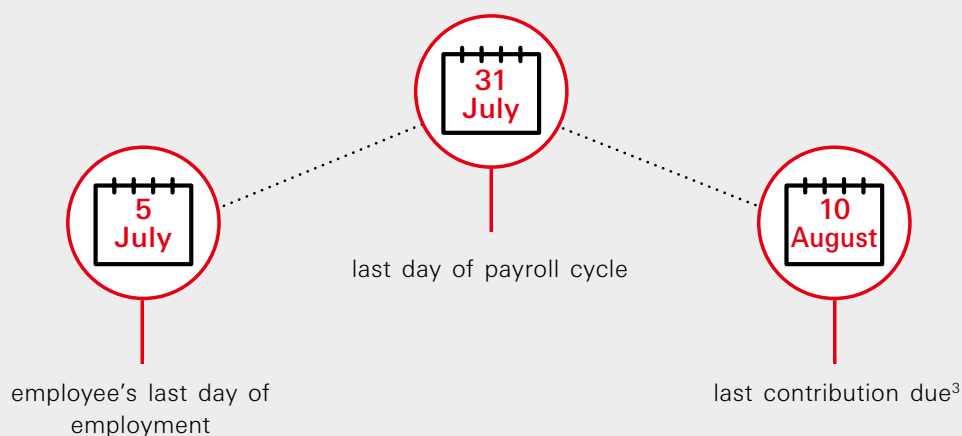 5
July
employee's last day of
employment
31
July
last day of payroll cycle
10
August
last contribution due³